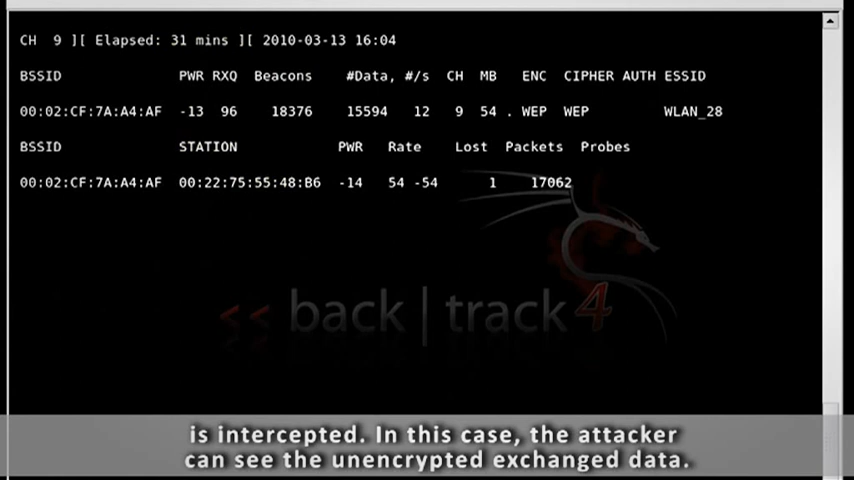 CH 9 ][ Elapsed: 31 mins ][ 2010-03-13 16:04
BSSID PWR RXQ Beacons #Data, #/s CH MB ENC CIPHER AUTH ESSID
00:02:CF:7A:A4:AF -13 96 18376 15594 12 9 54 . WEP WEP WLAN_28
BSSID STATION PWR Rate Lost Packets Probes
00:02:CF:7A:A4:AF 00:22:75:55:48:B6 -14 54 -54 1 17062
<< back | track 4
is intercepted. In this case, the attacker
can see the unencrypted exchanged data.